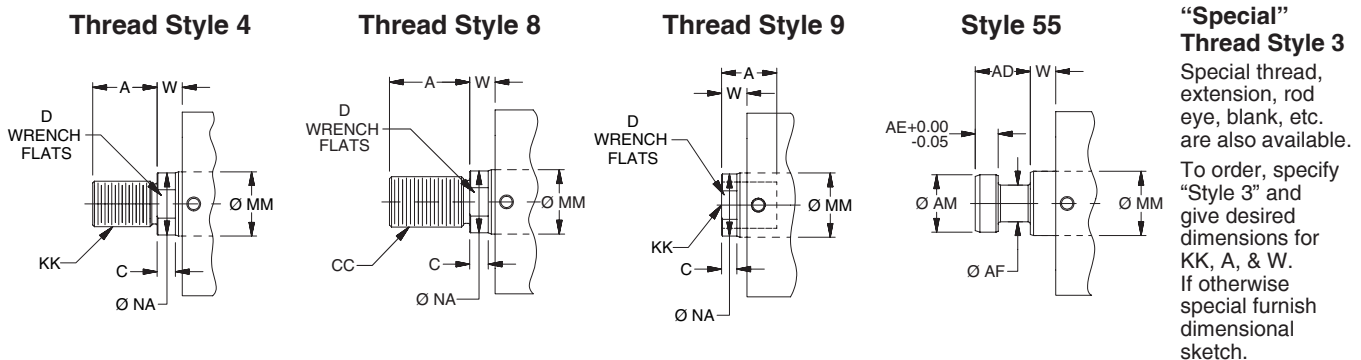 Thread Style 4
A
W
D
WRENCH
FLATS
Ø MM
KK
C
Ø NA
Thread Style 8
A
W
D
WRENCH
FLATS
Ø MM
CC
C
Ø NA
Thread Style 9
A
W
D
WRENCH
FLATS
Ø MM
KK
C
Ø NA
Style 55
AD
W
AE+0.00
-0.05
Ø AM
Ø MM
Ø AF
“Special”
Thread Style 3
Special thread,
extension, rod
eye, blank, etc.
are also available.
To order, specify
“Style 3” and
give desired
dimensions for
KK, A, & W.
If otherwise
special furnish
dimensional
sketch.